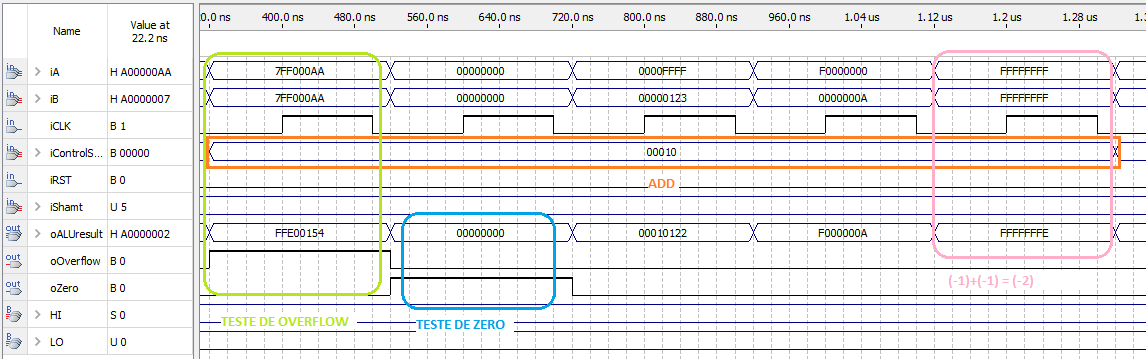 Name Value at 22.2 ns
0.0 ns 400.0 ns 480.0 ns 560.0 ns 640.0 ns 720.0 ns 800.0 ns 880.0 ns 960.0 ns 1.04 us 1.12 us 1.2 us 1.28 us
in iA H A00000AA 7FF000AA 00000000 0000FFFF F0000000 FFFFFFFF
in iB H A0000007 7FF000AA 00000000 00000123 0000000A FFFFFFFF
in iCLK B 1
in iControlS... B 00000 00010
in iRST B 0 ADD
in iShamt U 5
out oALUresult H A0000002 FFE00154 00000000 00010122 F000000A FFFFFFFE
out oOverflow B 0
out oZero B 0 (-1)+(-1) = (-2)
B HI S 0 TESTE DE OVERFLOW TESTE DE ZERO
B LO U 0